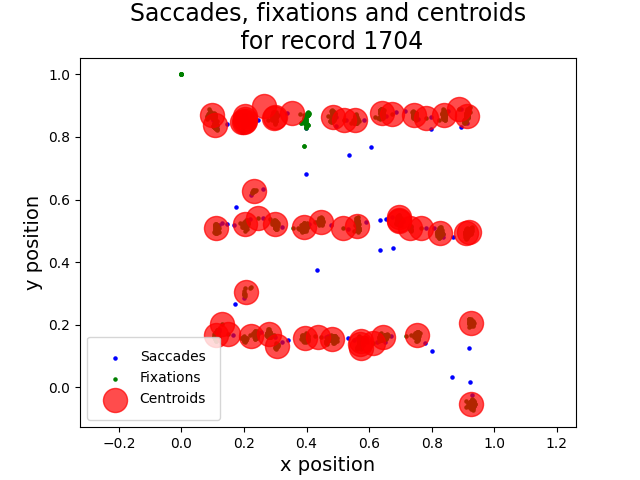 Saccades, fixations and centroids
for record 1704
y position
1.0
0.8
0.6
0.4
0.2
0.0
Saccades
Fixations
Centroids
−0.2
0.0
0.2
0.4
0.6
0.8
1.0
1.2
x position